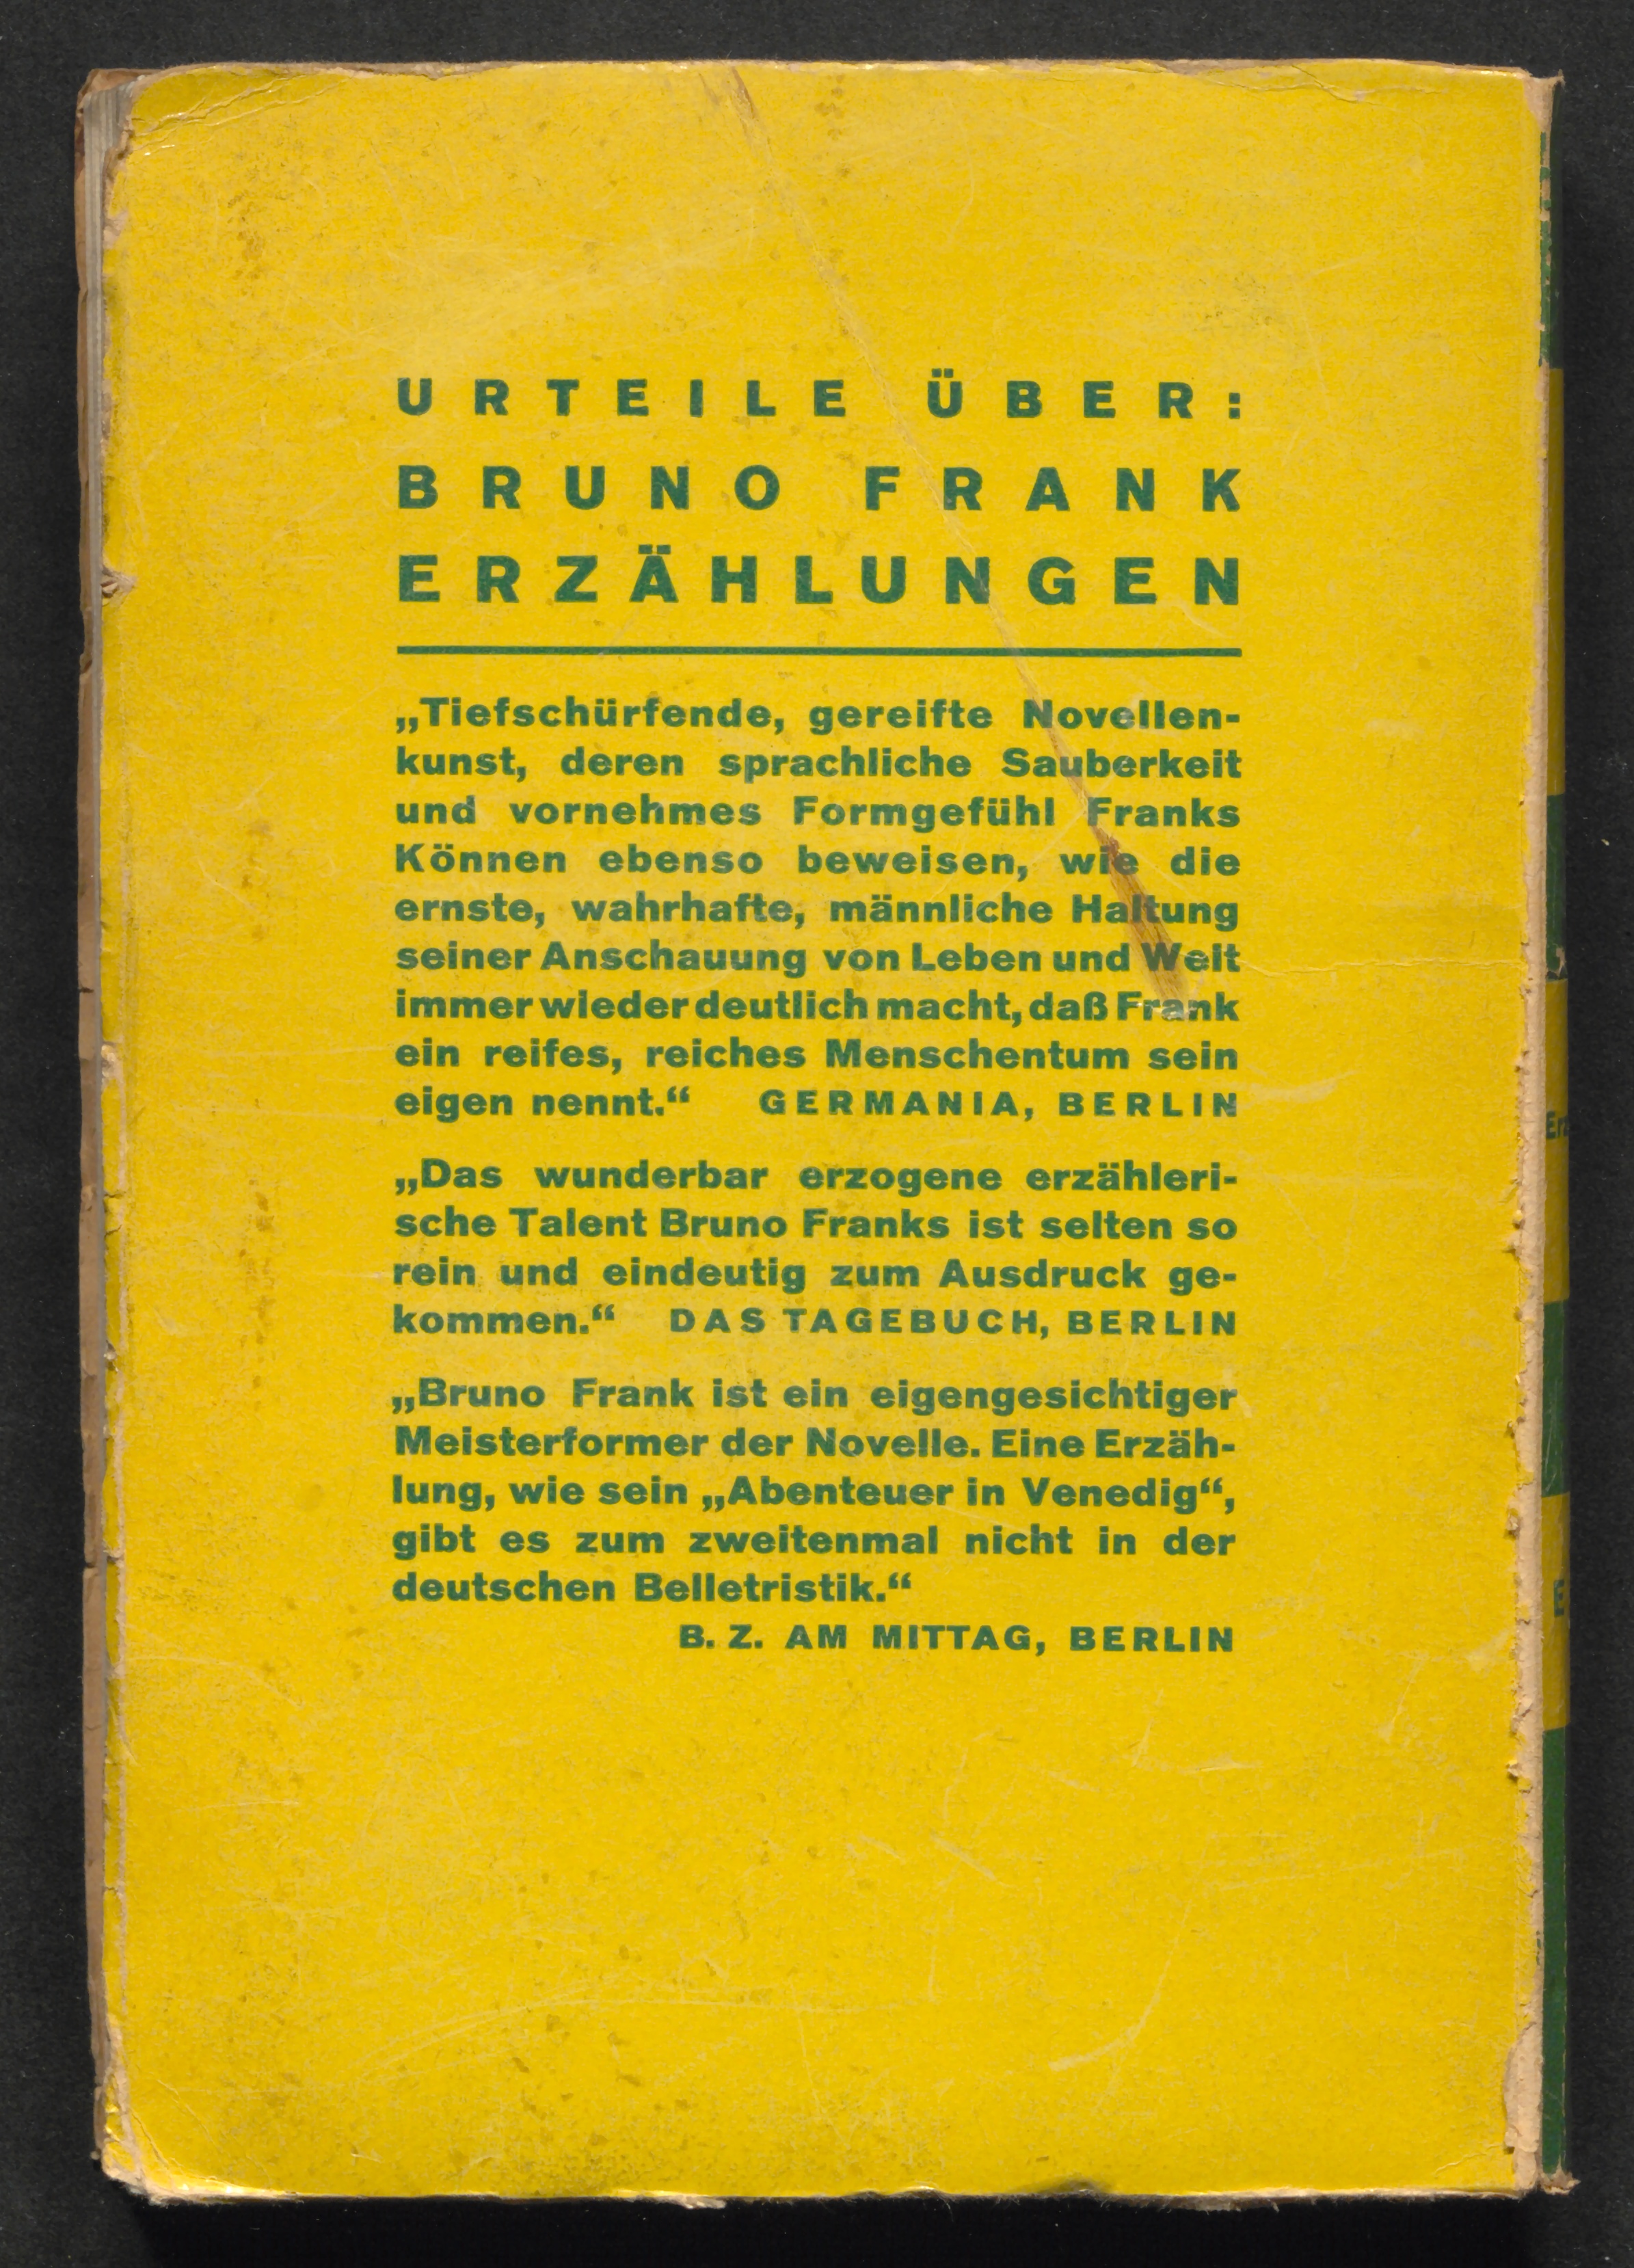 URTEILE ÜBER:
BRUNO FRANK
ERZÄHLUNGEN
„Tiefschürfende, gereifte Novellen-
kunst, deren sprachliche Sauberkeit
und vornehmes Formgefühl Franks
Können ebenso beweisen, wie die
ernste, wahrhafte, männliche Haltung
seiner Anschauung von Leben und Welt
immer wieder deutlich macht, daß Frank
ein reifes, reiches Menschentum sein
eigen nennt.“ GERMANIA, BERLIN
„Das wunderbar erzogene erzähleri-
sche Talent Bruno Franks ist selten so
rein und eindeutig zum Ausdruck ge-
kommen.“ DAS TAGEBUCH, BERLIN
„Bruno Frank ist ein eigengesichtiger
Meisterformer der Novelle. Eine Erzäh-
lung, wie sein „Abenteuer in Venedig“,
gibt es zum zweitenmal nicht in der
deutschen Belletristik.“
B. Z. AM MITTAG, BERLIN